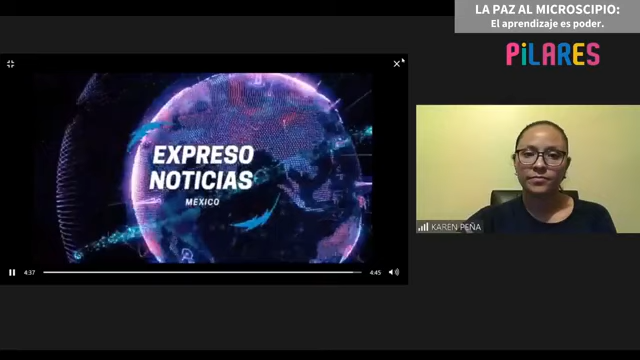 LA PAZ AL MICROSCIPIO:
El aprendizaje es poder.
PiLARES
EXPRESO
NOTICIAS
MÉXICO
KAREN PEÑA
4:37
4:45